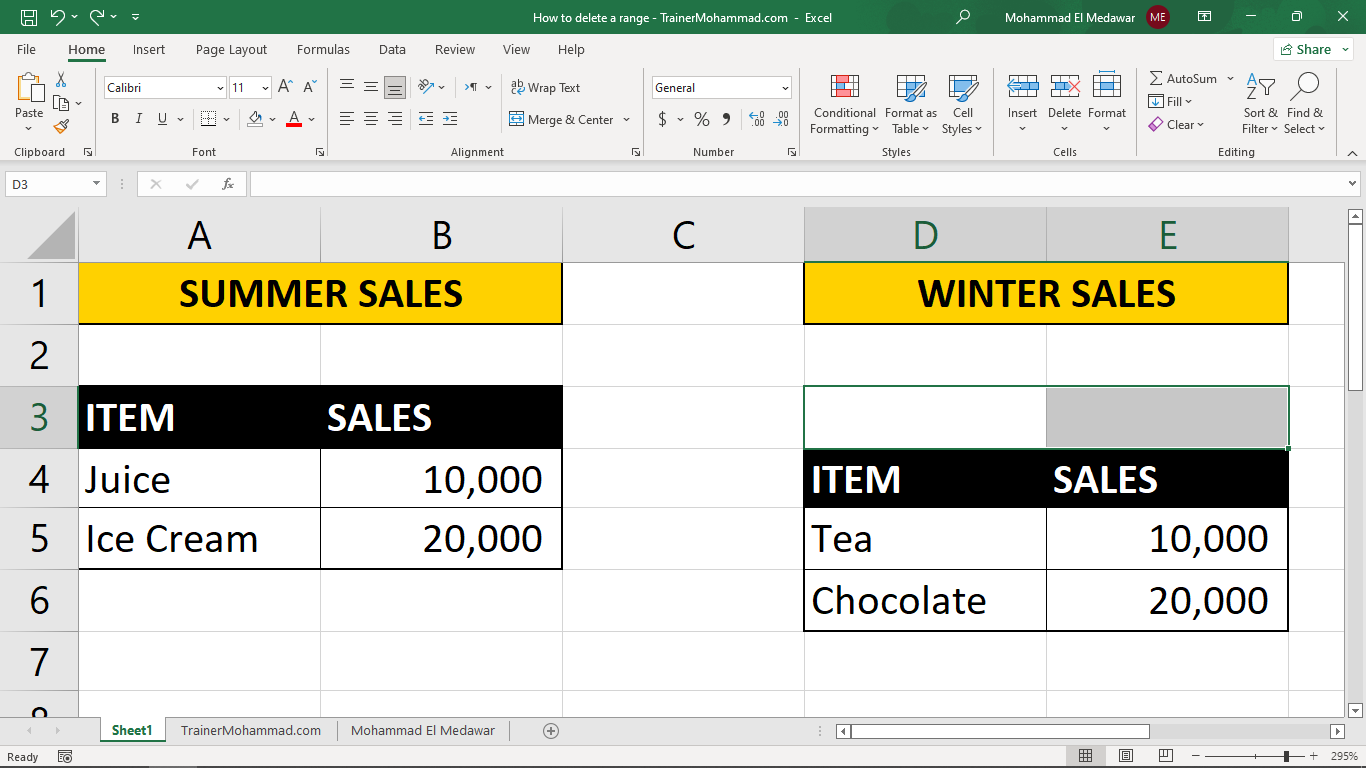 How to delete a range - TrainerMohammad.com - Excel
Mohammad El Medawar ME
File Home Insert Page Layout Formulas Data Review View Help Share
Paste
Calibri 11
B I U A
ab Wrap Text
Merge & Center
General
$ %
Conditional Formatting
Format as Table
Cell Styles
Insert Delete Format
AutoSum
Fill
Clear
Sort & Filter
Find & Select
Clipboard Font Alignment Number Styles Cells Editing
D3 fx
A B C D E
1 SUMMER SALES WINTER SALES
2
3 ITEM SALES
4 Juice 10,000 ITEM SALES
5 Ice Cream 20,000 Tea 10,000
6 Chocolate 20,000
7
8
Sheet1 TrainerMohammad.com Mohammad El Medawar
Ready 295%